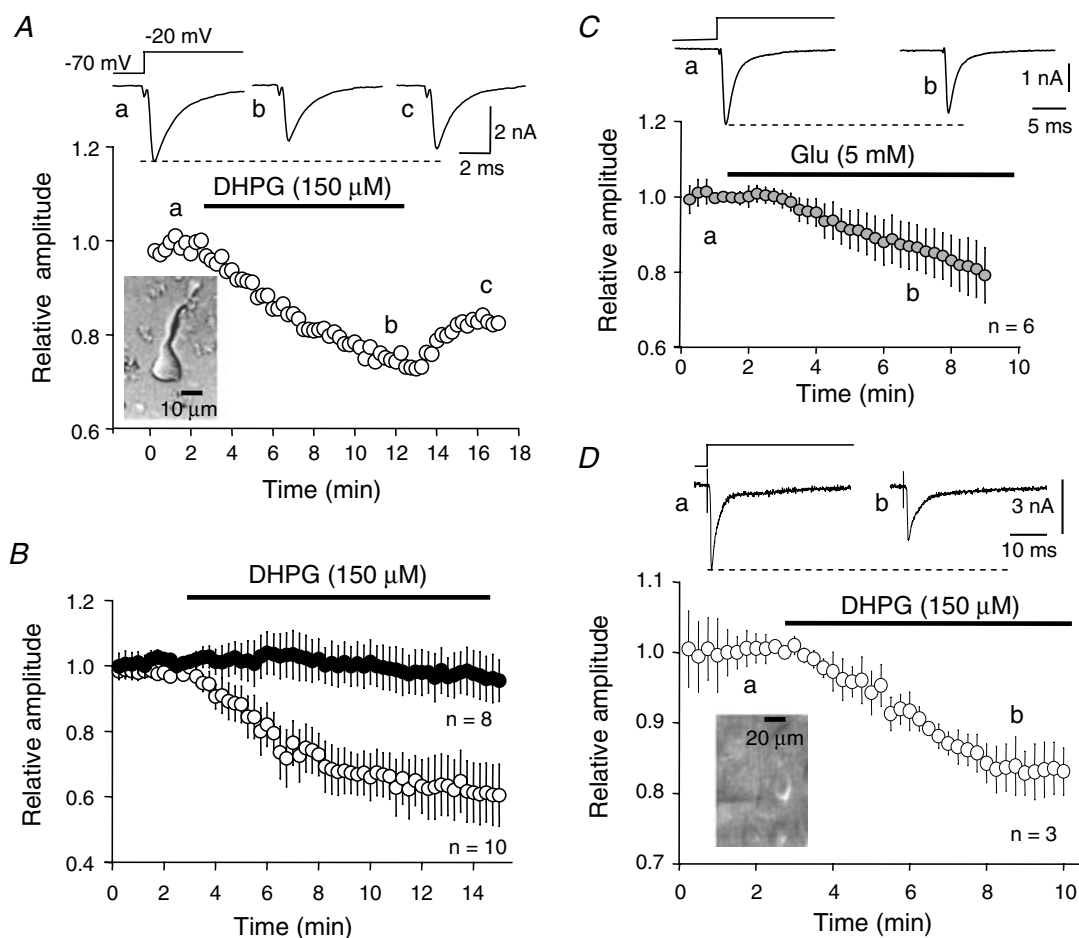 A
-20 mV
-70 mV
a
b
c
2 nA
2 ms
1.2
1.0
0.8
0.6
Relative amplitude
DHPG (150 µM)
a
b
c
10 µm
0 2 4 6 8 10 12 14 16 18
Time (min)
B
DHPG (150 µM)
1.2
1.0
0.8
0.6
0.4
Relative amplitude
n = 8
n = 10
0 2 4 6 8 10 12 14
Time (min)
C
a
b
1 nA
5 ms
1.2
1.0
0.8
0.6
Relative amplitude
Glu (5 mM)
a
b
n = 6
0 2 4 6 8 10
Time (min)
D
a
b
3 nA
10 ms
1.1
1.0
0.9
0.8
0.7
Relative amplitude
DHPG (150 µM)
a
b
20 µm
n = 3
0 2 4 6 8 10
Time (min)